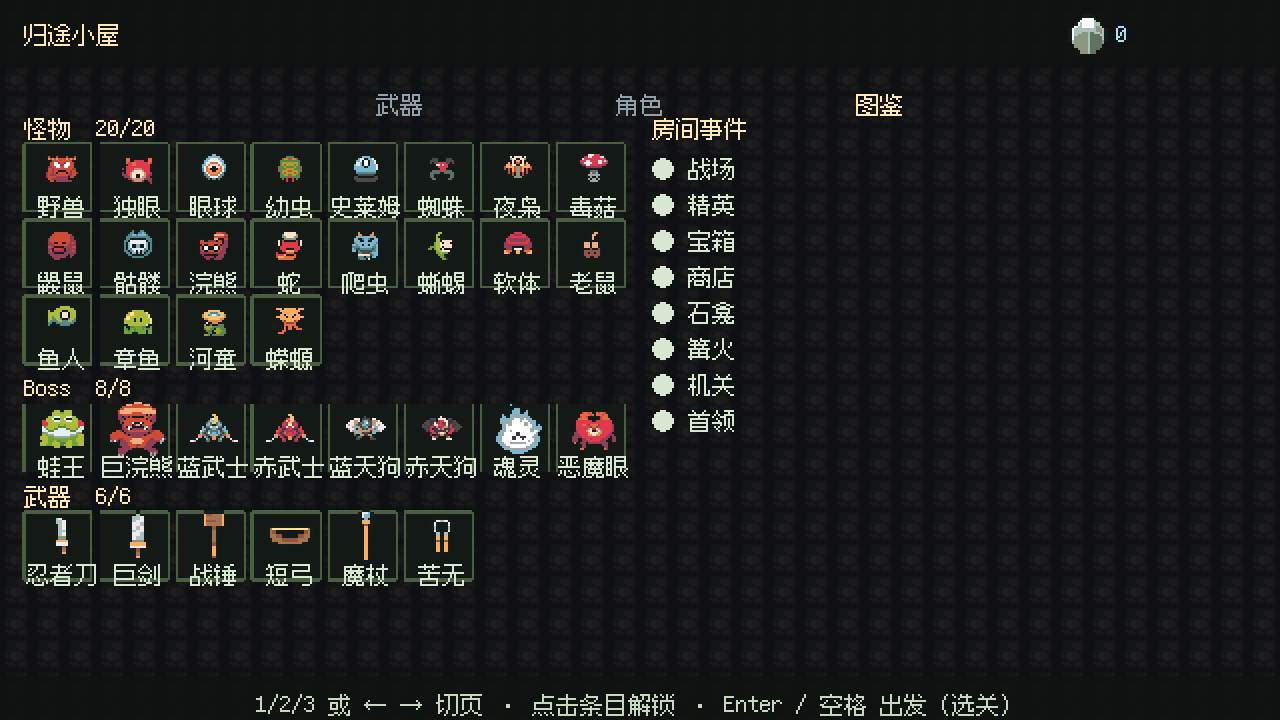 归途小屋 0
武器 角色 图鉴
怪物 20/20
野兽 独眼 眼球 幼虫 史莱姆 蜘蛛 夜枭 毒菇
鼹鼠 骷髅 浣熊 蛇 爬虫 蜥蜴 软体 老鼠
鱼人 章鱼 河童 蝾螈
Boss 8/8
蛙王 巨浣熊 蓝武士 赤武士 蓝天狗 赤天狗 魂灵 恶魔眼
武器 6/6
忍者刀 巨剑 战锤 短弓 魔杖 苦无
房间事件
战场
精英
宝箱
商店
石龛
篝火
机关
首领
1/2/3 或 ← → 切页 · 点击条目解锁 · Enter / 空格 出发 (选关)